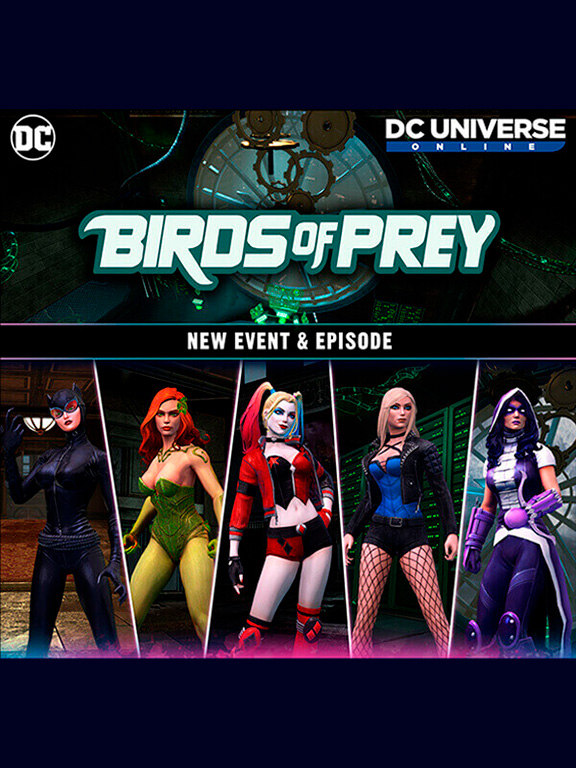 DC
DC UNIVERSE
ONLINE
BIRDS OF PREY
NEW EVENT & EPISODE